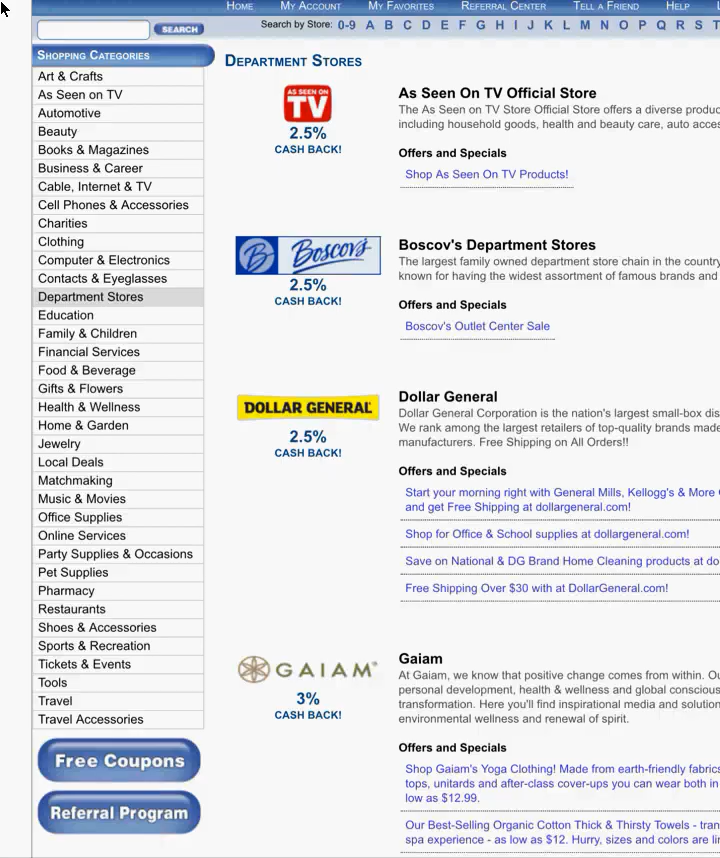 Home My Account My Favorites Referral Center Tell a Friend Help
SEARCH Search by Store: 0-9 A B C D E F G H I J K L M N O P Q R S T
Shopping Categories
Art & Crafts
As Seen on TV
Automotive
Beauty
Books & Magazines
Business & Career
Cable, Internet & TV
Cell Phones & Accessories
Charities
Clothing
Computer & Electronics
Contacts & Eyeglasses
Department Stores
Education
Family & Children
Financial Services
Food & Beverage
Gifts & Flowers
Health & Wellness
Home & Garden
Jewelry
Local Deals
Matchmaking
Music & Movies
Office Supplies
Online Services
Party Supplies & Occasions
Pet Supplies
Pharmacy
Restaurants
Shoes & Accessories
Sports & Recreation
Tickets & Events
Tools
Travel
Travel Accessories
Free Coupons
Referral Program
Department Stores
AS SEEN ON
TV
2.5%
CASH BACK!
As Seen On TV Official Store
The As Seen on TV Store Official Store offers a diverse
including household goods, health and beauty care, auto
Offers and Specials
Shop As Seen On TV Products!
B Boscov's
2.5%
CASH BACK!
Boscov's Department Stores
The largest family owned department store chain in the country
known for having the widest assortment of famous brands and
Offers and Specials
Boscov's Outlet Center Sale
DOLLAR GENERAL
2.5%
CASH BACK!
Dollar General
Dollar General Corporation is the nation's largest small-box
We rank among the largest retailers of top-quality brands made
manufacturers. Free Shipping on All Orders!!
Offers and Specials
Start your morning right with General Mills, Kellogg's & More
and get Free Shipping at dollargeneral.com!
Shop for Office & School supplies at dollargeneral.com!
Save on National & DG Brand Home Cleaning products at
Free Shipping Over $30 with at DollarGeneral.com!
GAIAM
3%
CASH BACK!
Gaiam
At Gaiam, we know that positive change comes from within.
personal development, health & wellness and global
transformation. Here you'll find inspirational media and
environmental wellness and renewal of spirit.
Offers and Specials
Shop Gaiam's Yoga Clothing! Made from earth-friendly fabrics
tops, unitards and after-class cover-ups you can wear both in
low as $12.99.
Our Best-Selling Organic Cotton Thick & Thirsty Towels -
spa experience - as low as $12. Hurry, sizes and colors are